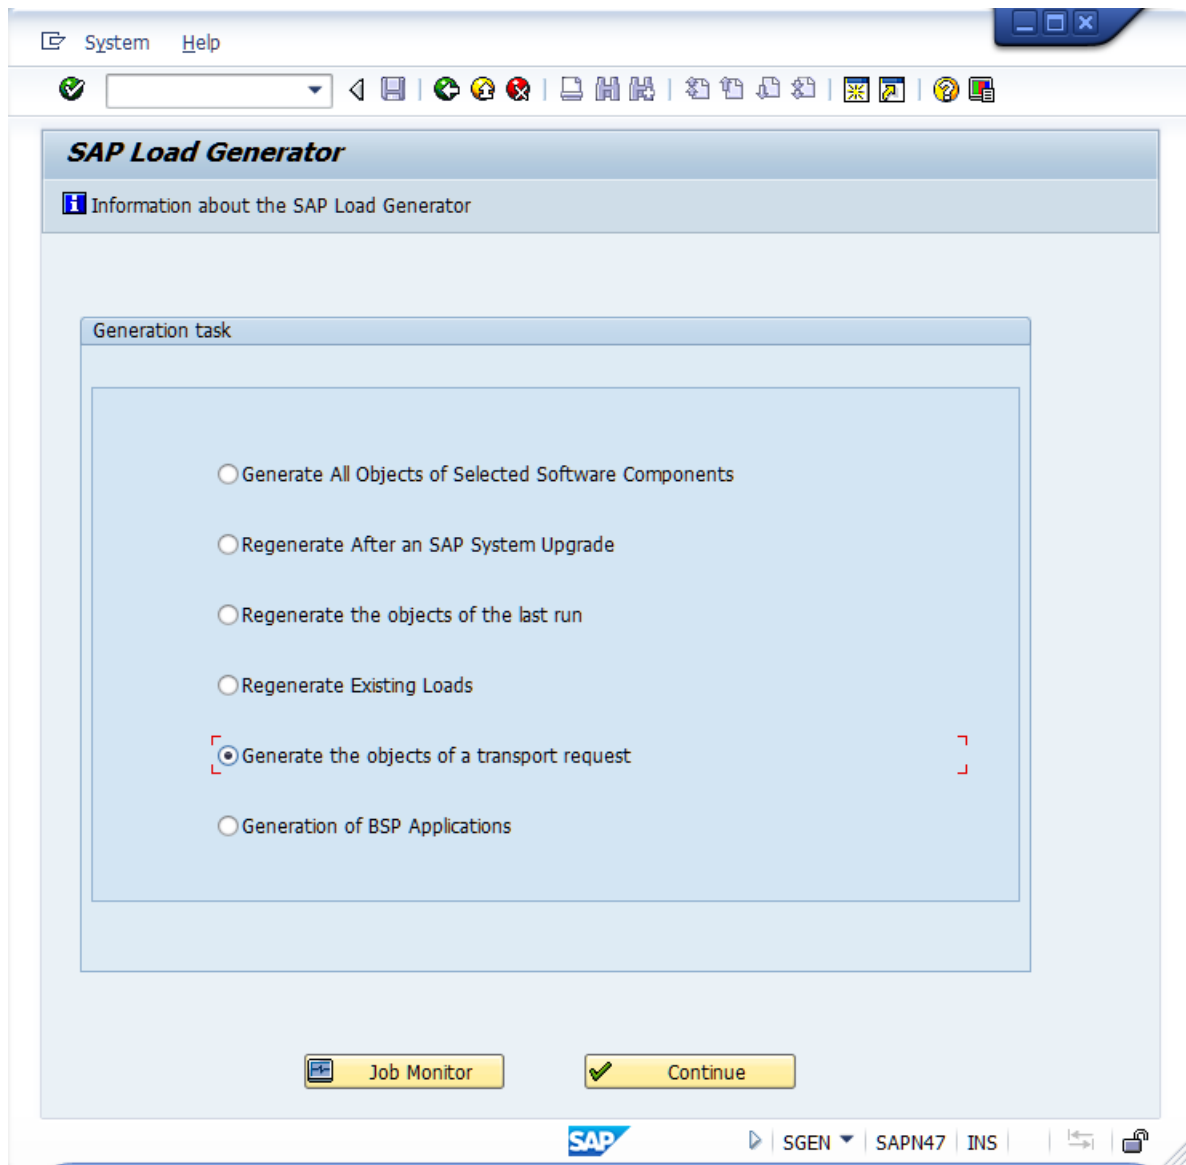 System Help
SAP Load Generator
Information about the SAP Load Generator
Generation task
Generate All Objects of Selected Software Components
Regenerate After an SAP System Upgrade
Regenerate the objects of the last run
Regenerate Existing Loads
Generate the objects of a transport request
Generation of BSP Applications
Job Monitor Continue
SAP SGEN SAPN47 INS